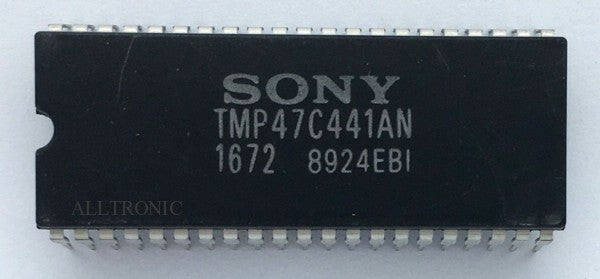 SONY
TMP47C441AN
1672 8924EBI
ALLTRONIC